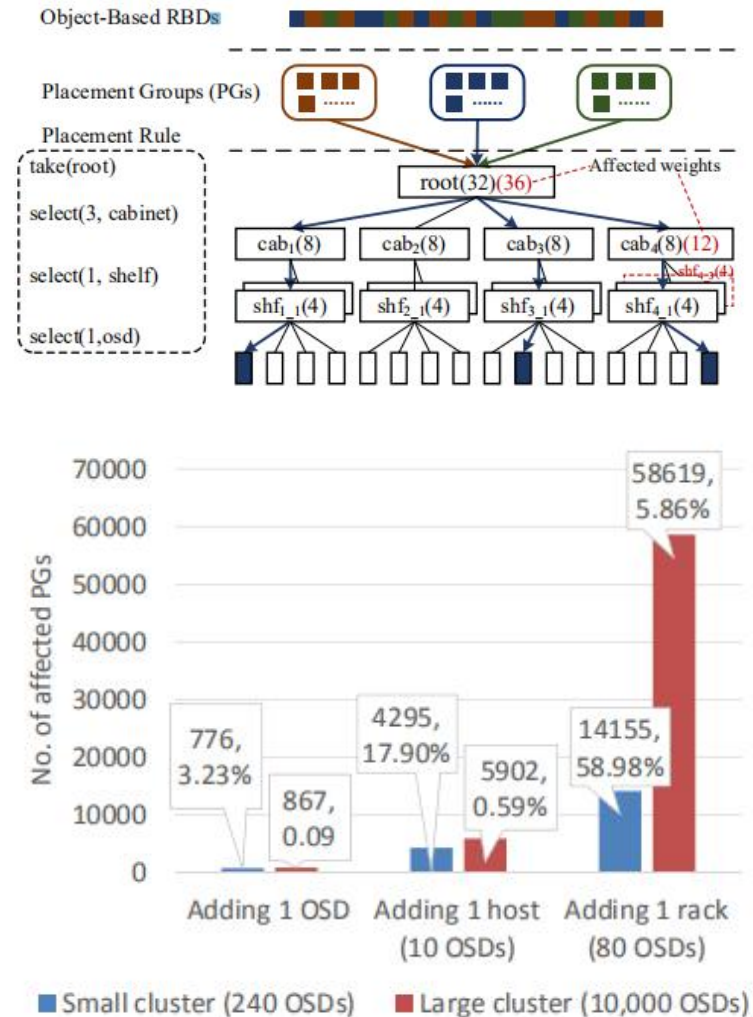 Object-Based RBDs
Placement Groups (PGs)
Placement Rule
take(root)
root(32)(36)
Affected weights
select(3, cabinet)
cab1(8)
cab2(8)
cab3(8)
cab4(8)(12)
select(1, shelf)
shf4_3(4)
shf1_1(4)
shf2_1(4)
shf3_1(4)
shf4_1(4)
select(1,osd)
No. of affected PGs
70000
60000
50000
40000
30000
20000
10000
0
776,
3.23%
867,
0.09
4295,
17.90%
5902,
0.59%
14155,
58.98%
58619,
5.86%
Adding 1 OSD
Adding 1 host
(10 OSDs)
Adding 1 rack
(80 OSDs)
Small cluster (240 OSDs)
Large cluster (10,000 OSDs)